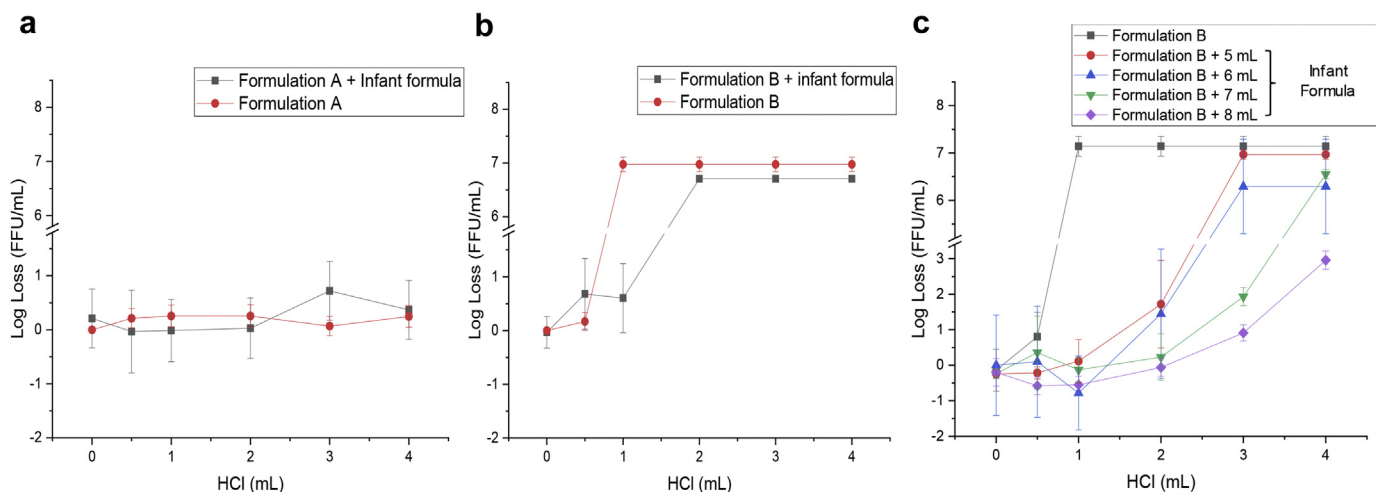 a
Formulation A + Infant formula
Formulation A
Log Loss (FFU/mL)
8
7
6
1
0
-1
-2
0 1 2 3 4
HCl (mL)
b
Formulation B + infant formula
Formulation B
Log Loss (FFU/mL)
8
7
6
1
0
-1
-2
0 1 2 3 4
HCl (mL)
c
Formulation B
Formulation B + 5 mL
Formulation B + 6 mL
Formulation B + 7 mL
Formulation B + 8 mL
Infant
Formula
Log Loss (FFU/mL)
8
7
6
3
2
1
0
-1
-2
0 1 2 3 4
HCl (mL)